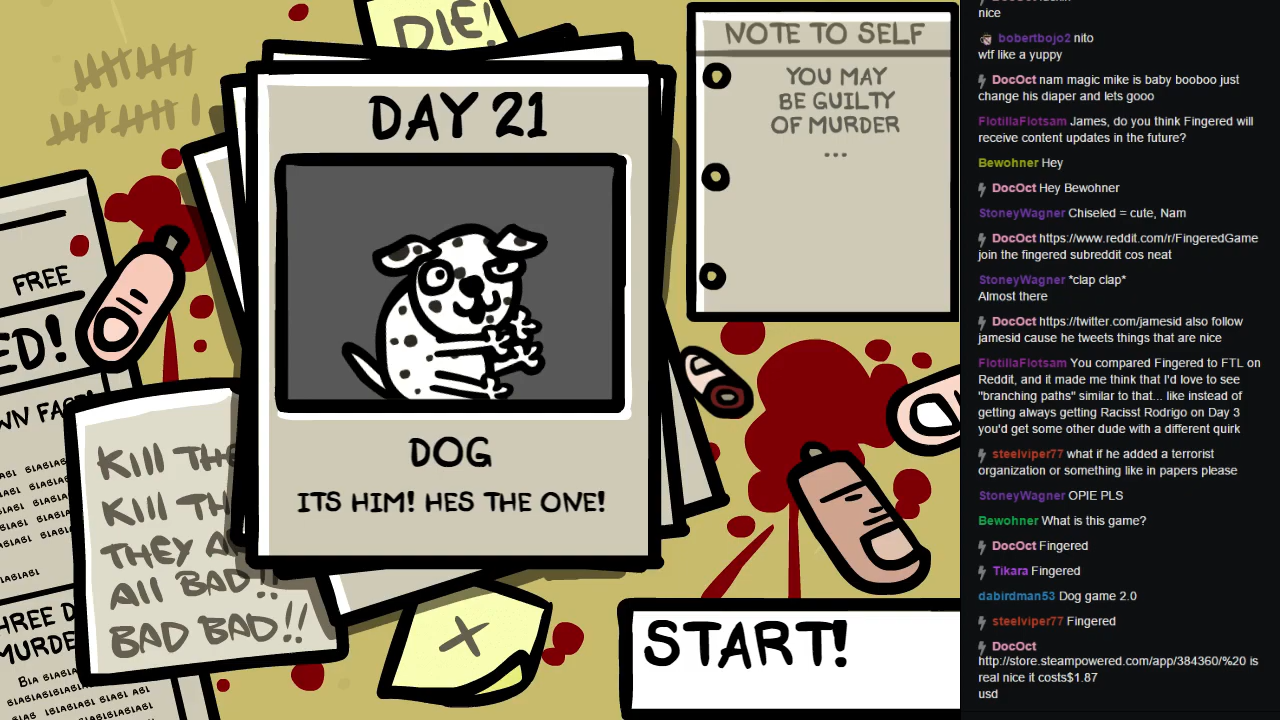 DIE!
DAY 21
DOG
ITS HIM! HES THE ONE!
NOTE TO SELF
YOU MAY
BE GUILTY
OF MURDER
...
FREE
ED!
WN FA
Kill THE
Kill TH
THEY A
All BAD!!
BAD BAD!!
HREE D
MURDE
X
START!
nice
bobertbojo2 nito
wtf like a yuppy
DocOct nam magic mike is baby booboo just
change his diaper and lets gooo
FlotillaFlotsam James, do you think Fingered will
receive content updates in the future?
Bewohner Hey
DocOct Hey Bewohner
StoneyWagner Chiseled = cute, Nam
DocOct https://www.reddit.com/r/FingeredGame
join the fingered subreddit cos neat
StoneyWagner *clap clap*
Almost there
DocOct https://twitter.com/jamesid also follow
jamesid cause he tweets things that are nice
FlotillaFlotsam You compared Fingered to FTL on
Reddit, and it made me think that I'd love to see
"branching paths" similar to that... like instead of
getting always getting Racisst Rodrigo on Day 3
you'd get some other dude with a different quirk
steelviper77 what if he added a terrorist
organization or something like in papers please
StoneyWagner OPIE PLS
Bewohner What is this game?
DocOct Fingered
Tikara Fingered
dabirdman53 Dog game 2.0
steelviper77 Fingered
DocOct
http://store.steampowered.com/app/384360/%20 is
real nice it costs$1.87
usd